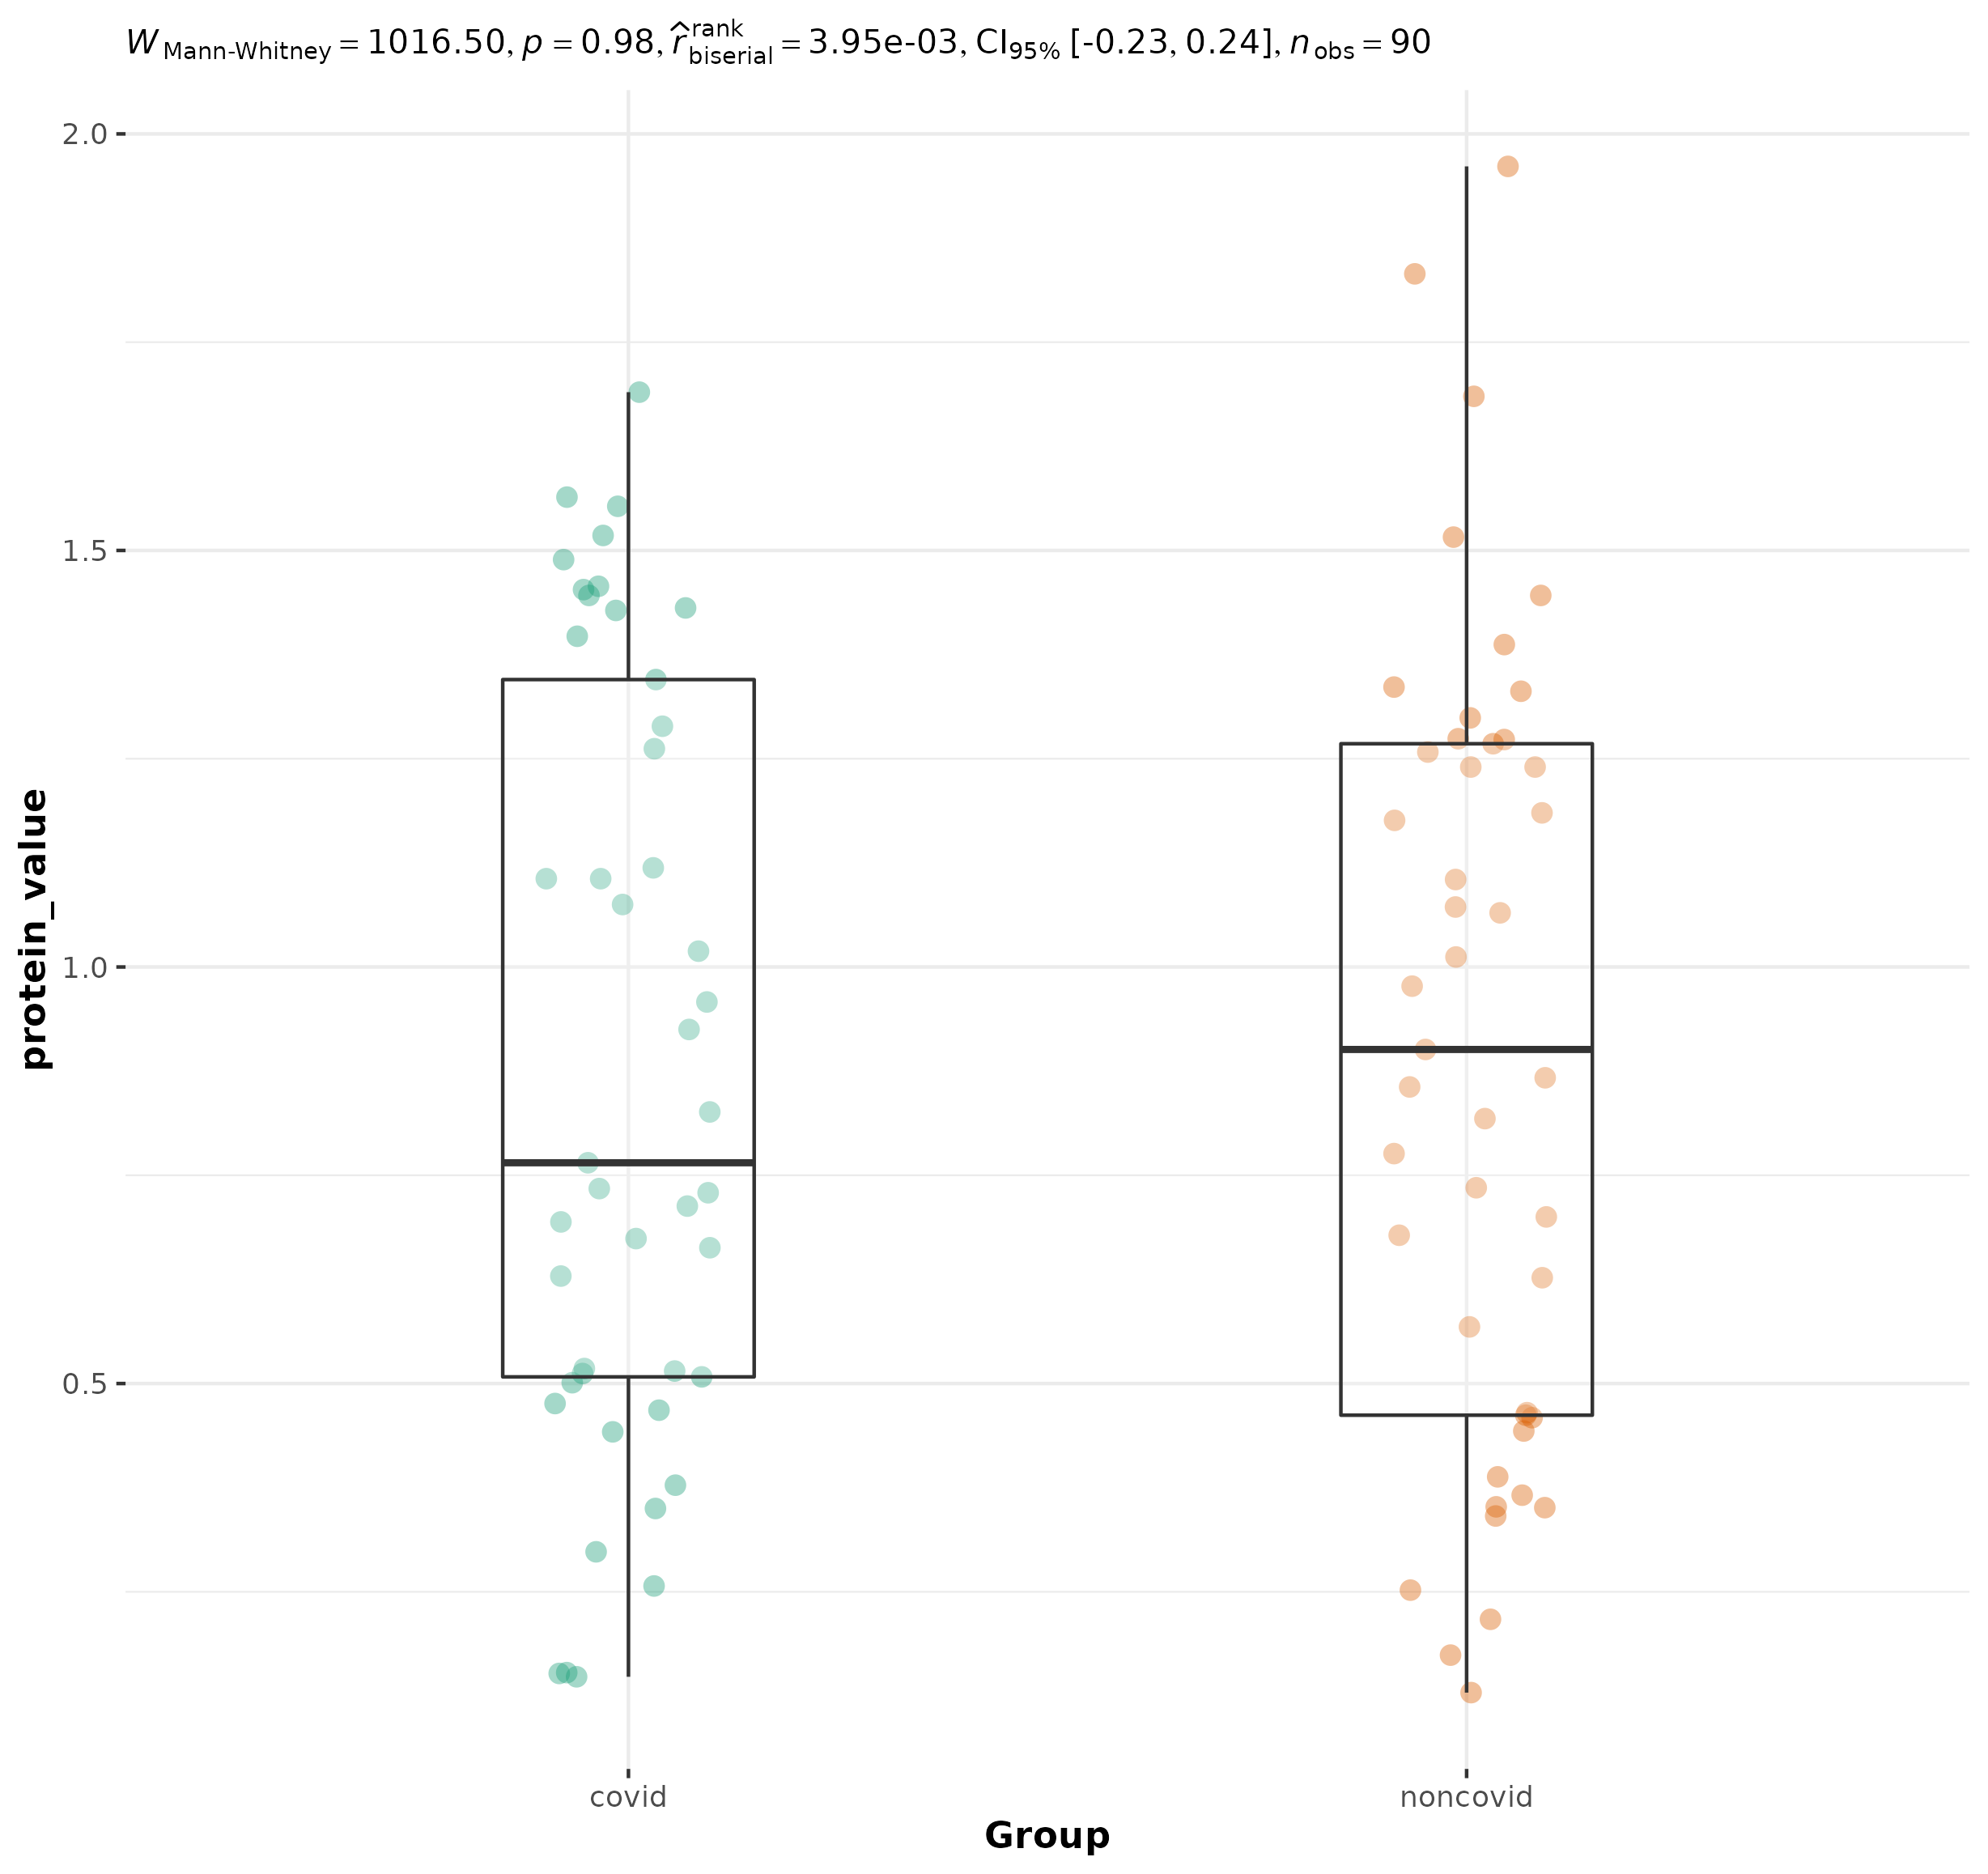 W Mann-Whitney = 1016.50, p = 0.98, r̂ rank biserial = 3.95e-03, CI95% [-0.23, 0.24], n obs = 90
2.0
1.5
1.0
0.5
protein_value
covid noncovid
Group